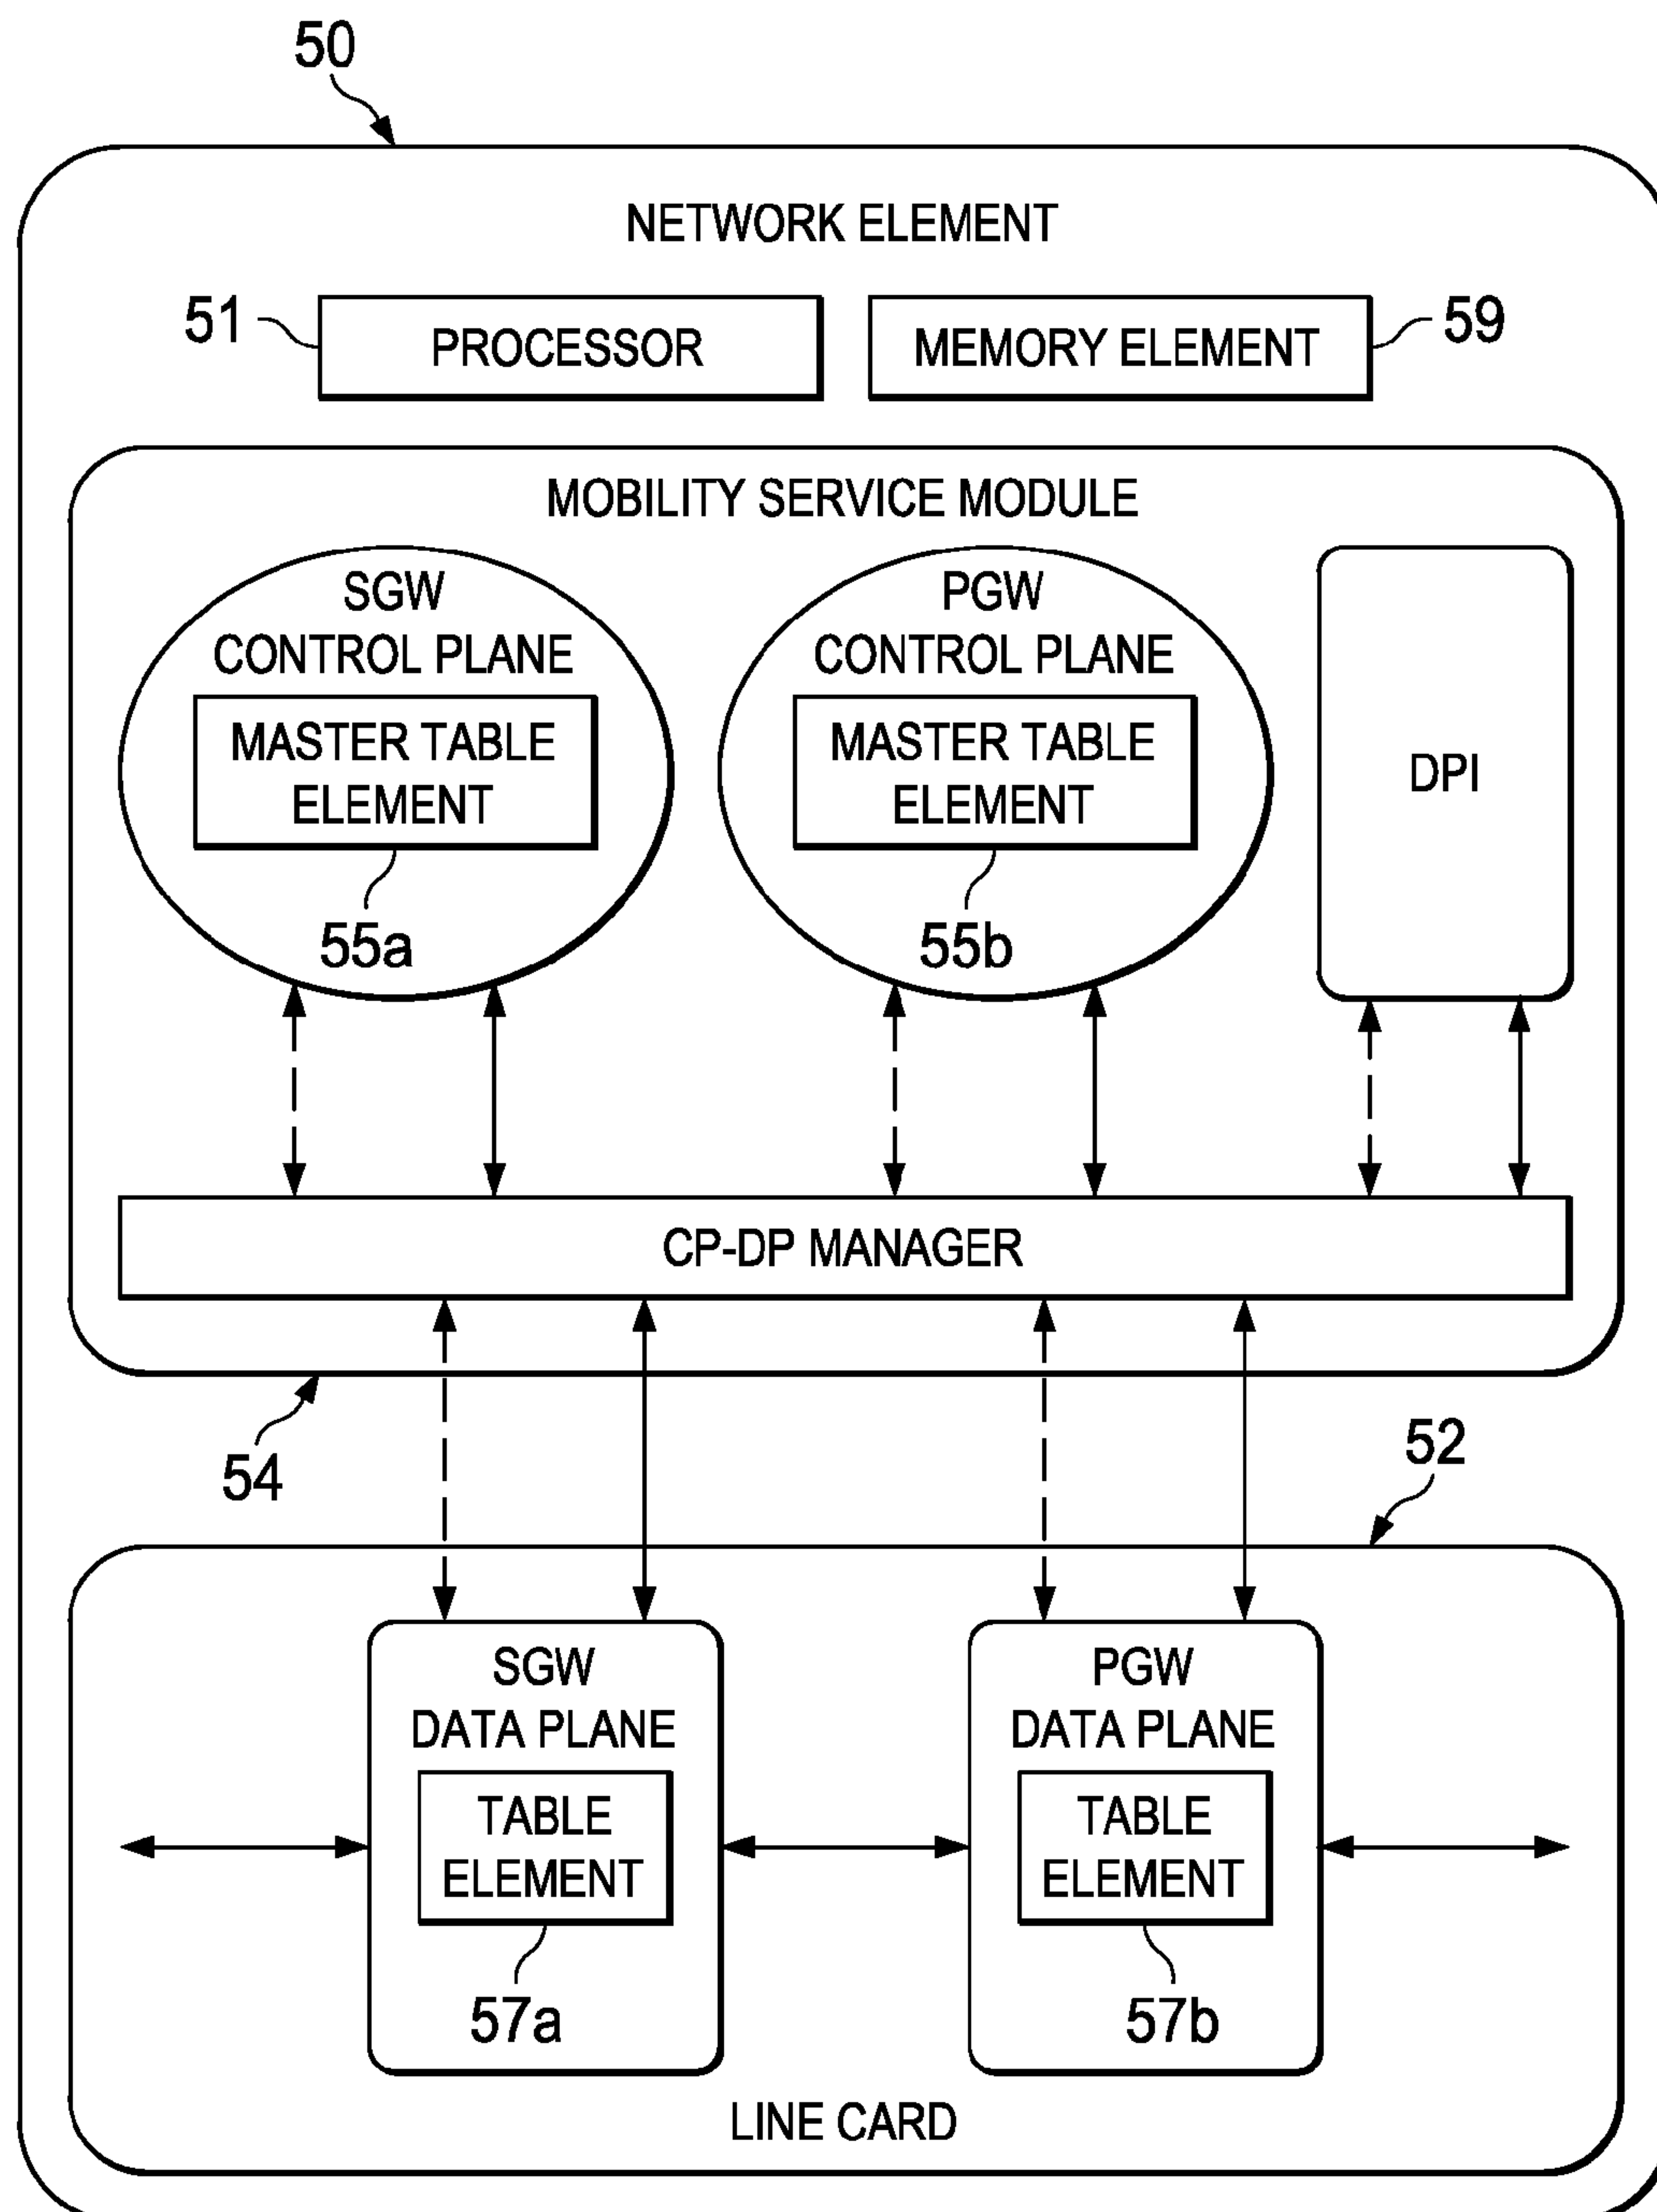 50
NETWORK ELEMENT
51
PROCESSOR
MEMORY ELEMENT
59
MOBILITY SERVICE MODULE
SGW
CONTROL PLANE
MASTER TABLE
ELEMENT
55a
PGW
CONTROL PLANE
MASTER TABLE
ELEMENT
55b
DPI
CP-DP MANAGER
54
52
SGW
DATA PLANE
TABLE
ELEMENT
57a
PGW
DATA PLANE
TABLE
ELEMENT
57b
LINE CARD